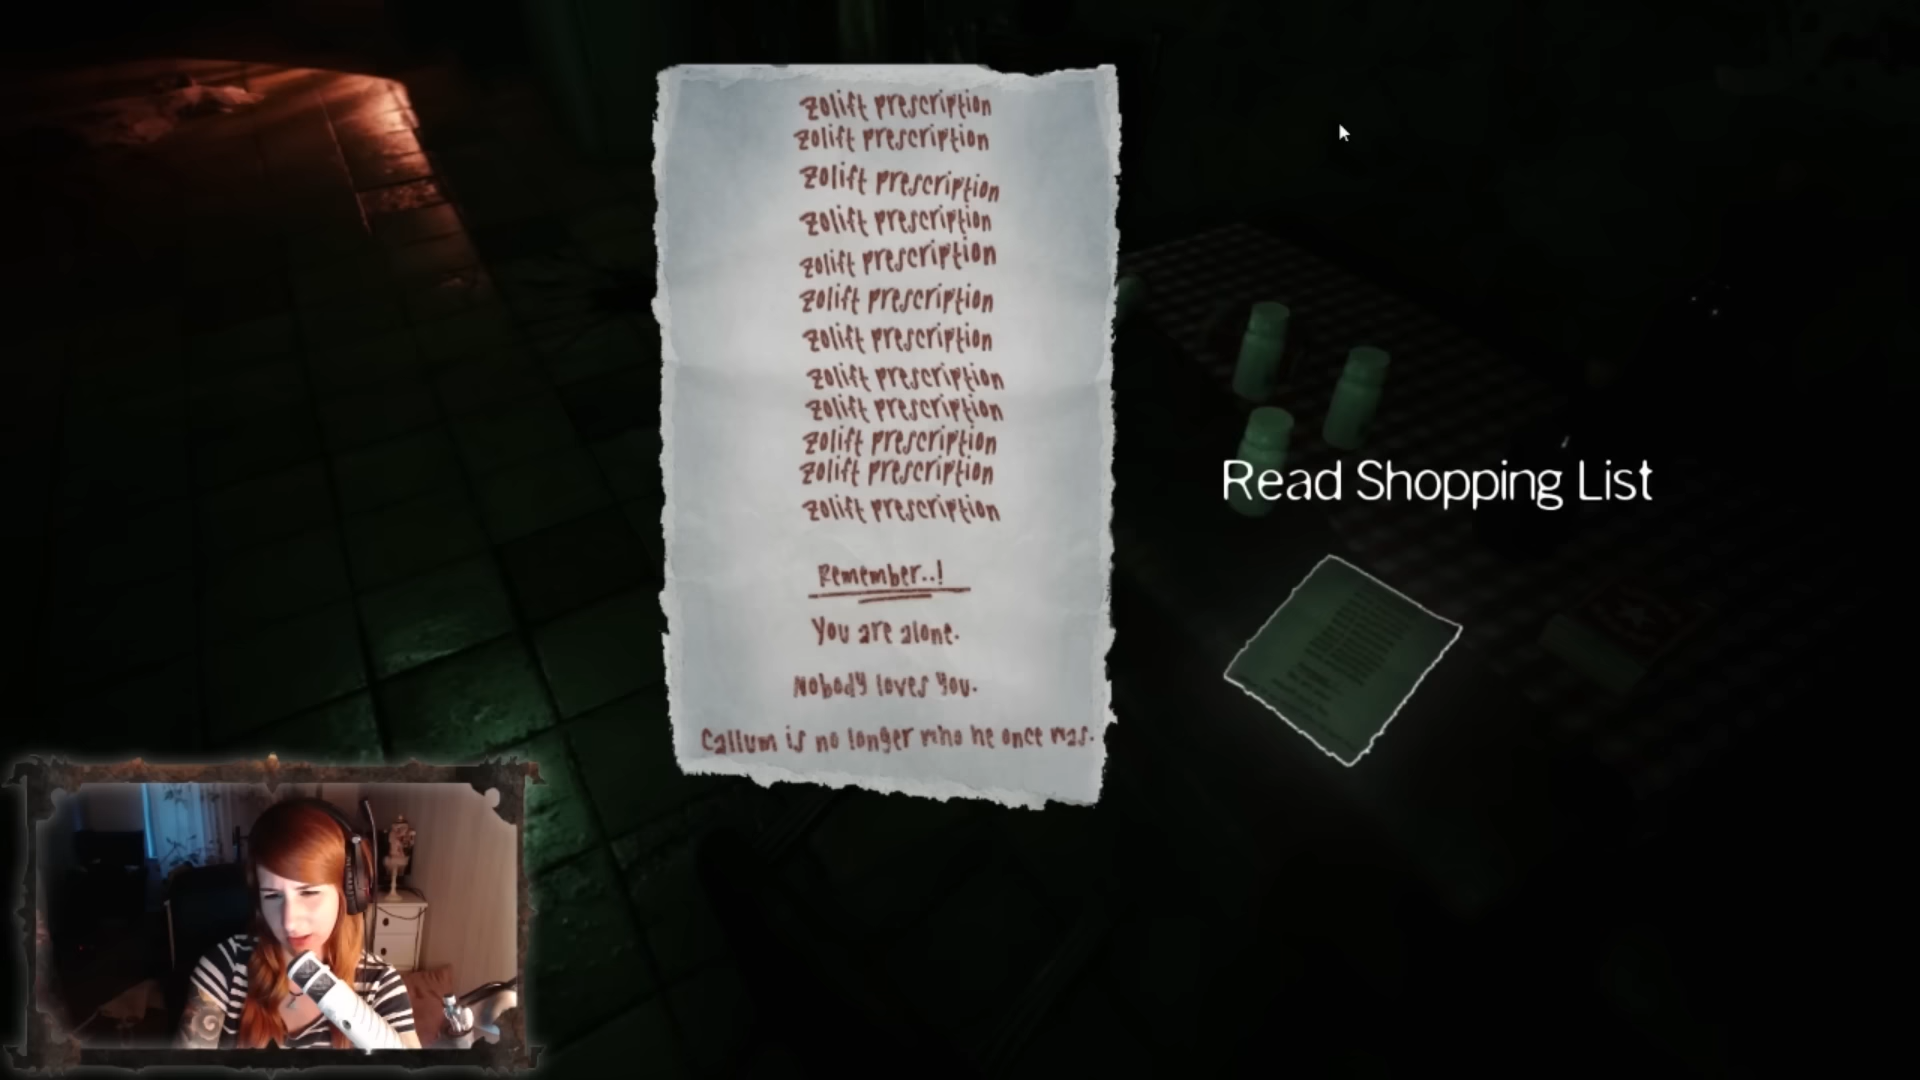 Zolift prescription
Zolift prescription
Zolift prescription
Zolift prescription
Zolift prescription
Zolift prescription
Zolift prescription
Zolift prescription
Zolift prescription
Zolift prescription
Zolift prescription
Zolift prescription
Remember..!
You are alone.
Nobody loves you.
Callum is no longer who he once was.
Read Shopping List